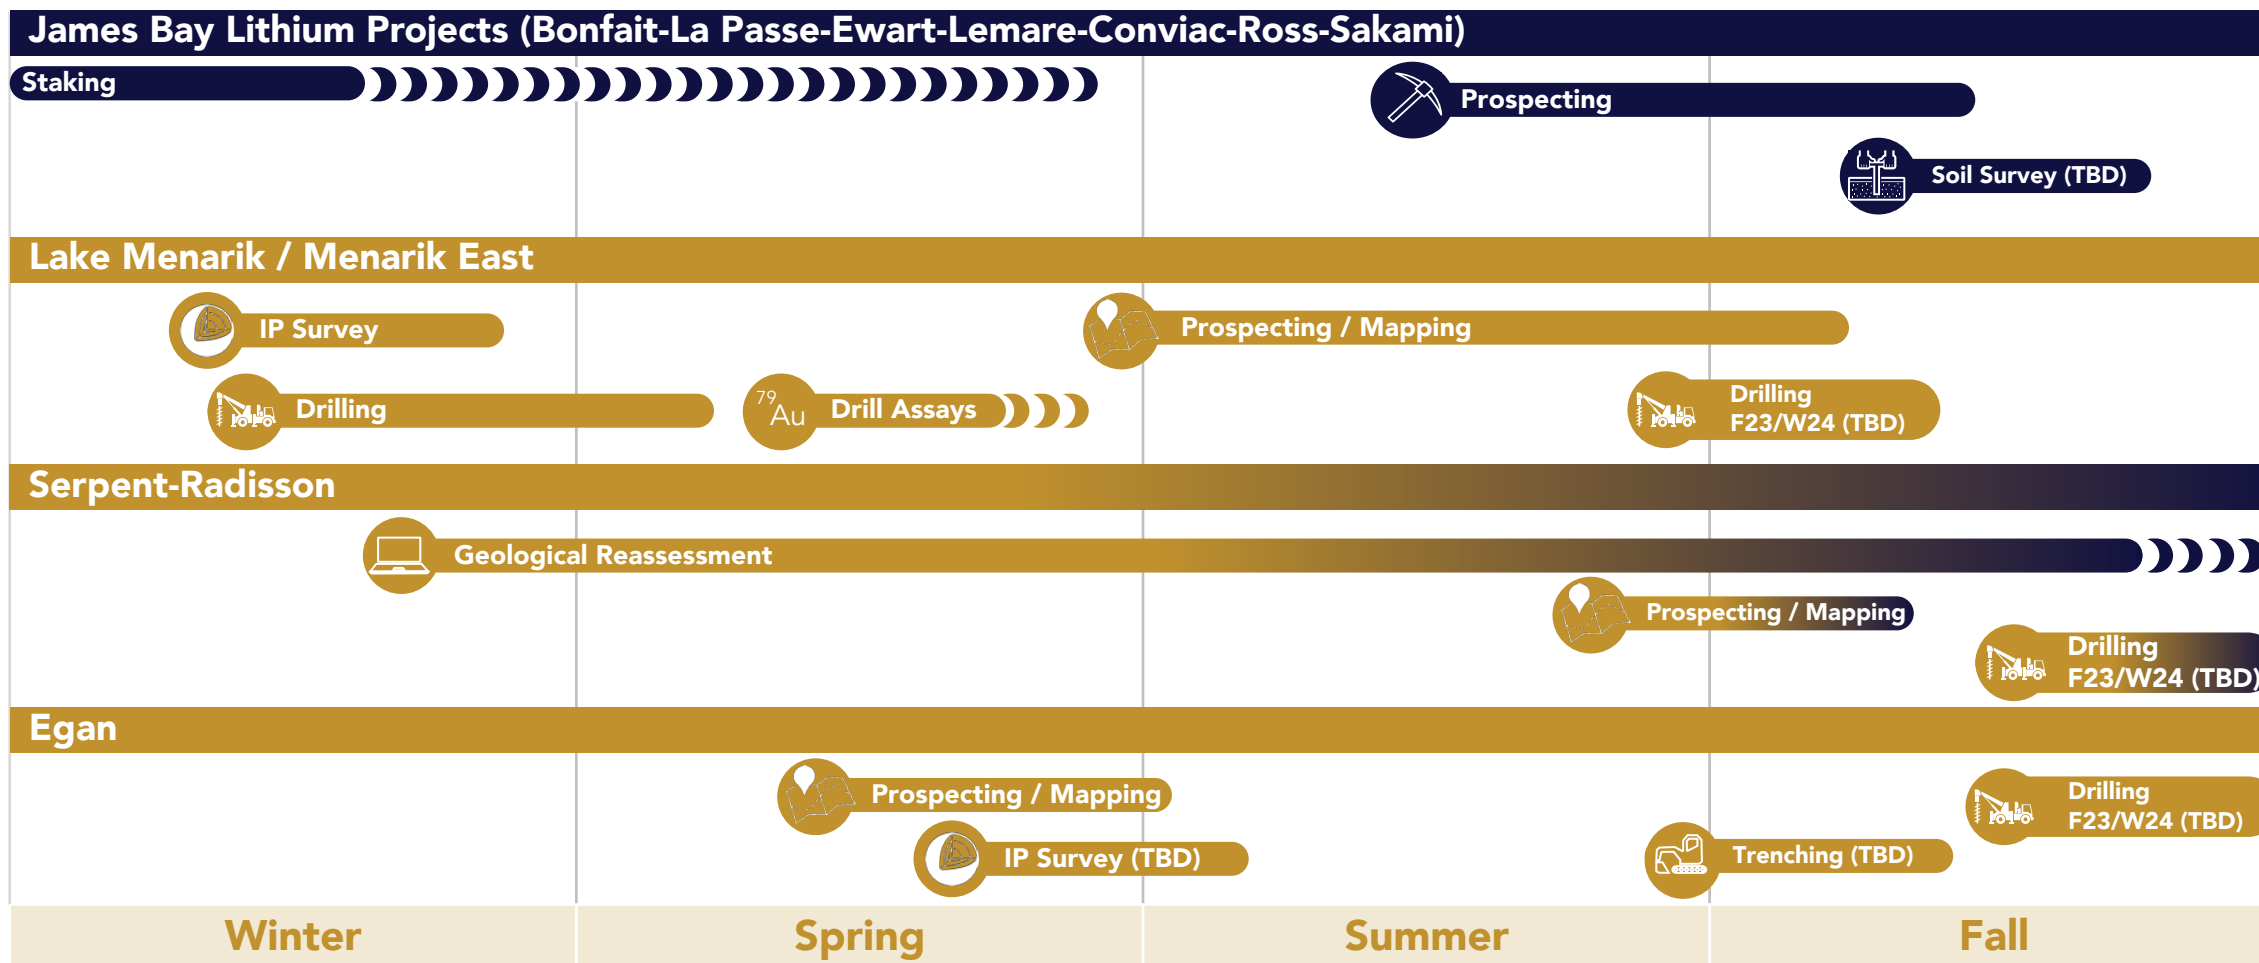 James Bay Lithium Projects (Bonfait-La Passe-Ewart-Lemare-Conviac-Ross-Sakami)
Staking
Prospecting
Soil Survey (TBD)
Lake Menarik / Menarik East
IP Survey
Prospecting / Mapping
Drilling
79
Au
Drill Assays
Drilling
F23/W24 (TBD)
Serpent-Radisson
Geological Reassessment
Prospecting / Mapping
Drilling
F23/W24 (TBD)
Egan
Prospecting / Mapping
Drilling
F23/W24 (TBD)
IP Survey (TBD)
Trenching (TBD)
Winter
Spring
Summer
Fall